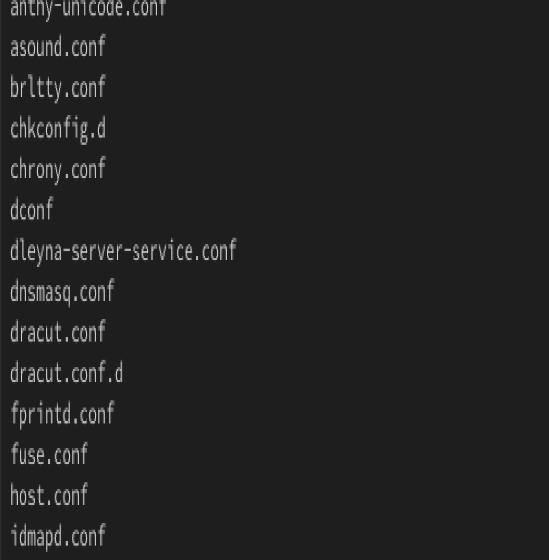 anthy-unicode.conf
asound.conf
brltty.conf
chkconfig.d
chrony.conf
dconf
dleyna-server-service.conf
dnsmasq.conf
dracut.conf
dracut.conf.d
fprintd.conf
fuse.conf
host.conf
idmapd.conf